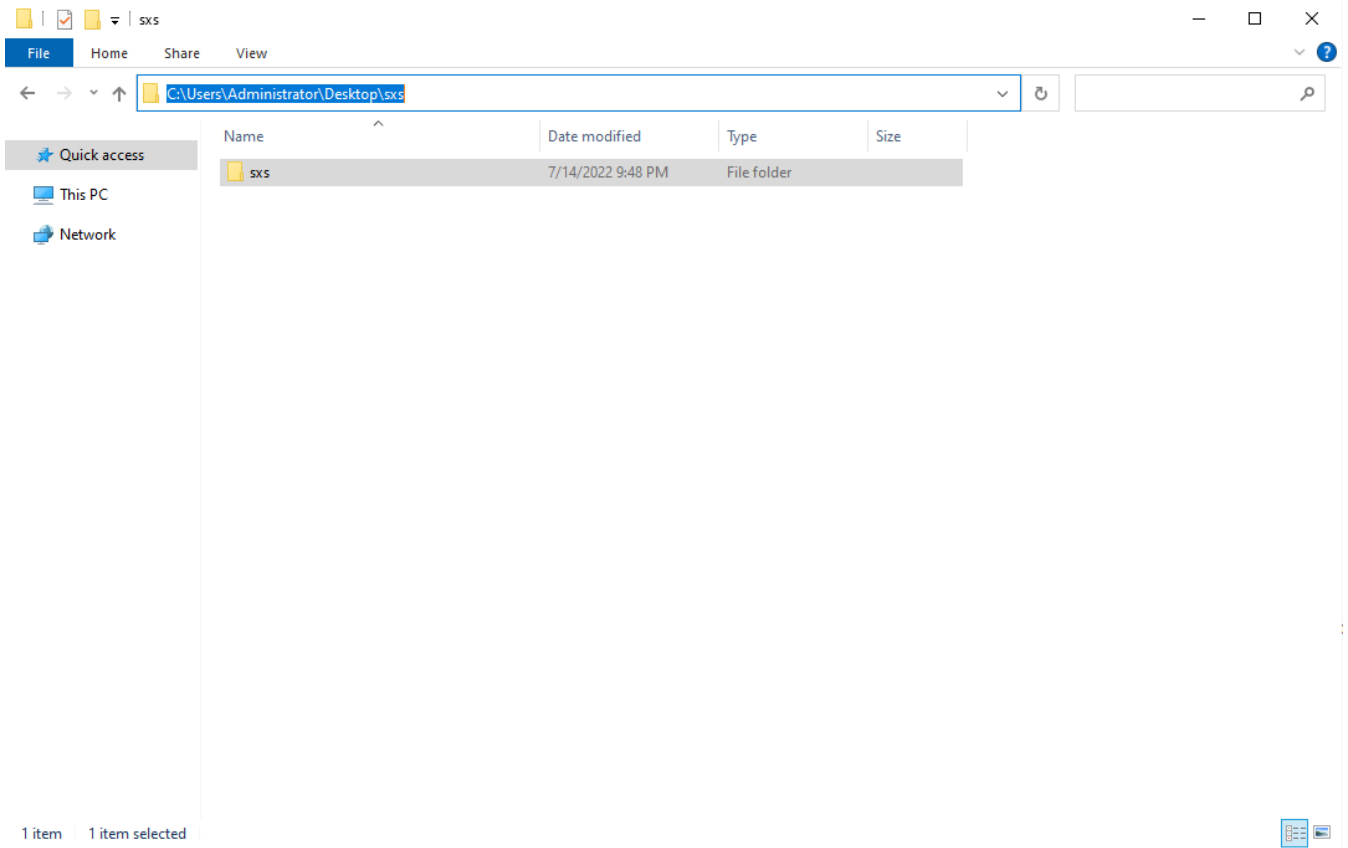 sxs
File Home Share View
?
C:\Users\Administrator\Desktop\sxs
Name Date modified Type Size
Quick access
sxs 7/14/2022 9:48 PM File folder
This PC
Network
1 item 1 item selected